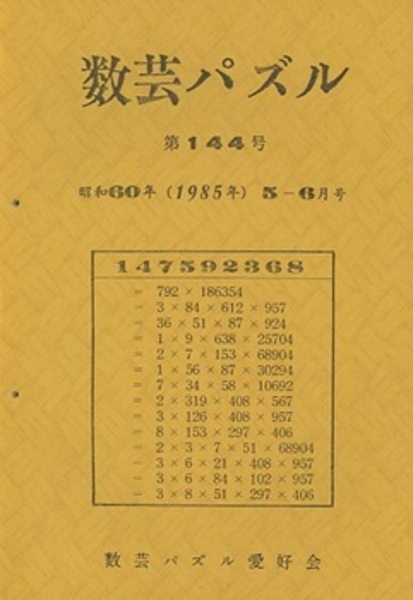 数芸パズル
第144号
昭和60年 (1985年) 5-6月号
147592368
= 792 × 186354
= 3 × 84 × 612 × 957
= 36 × 51 × 87 × 924
= 1 × 9 × 638 × 25704
= 2 × 7 × 153 × 68904
= 1 × 56 × 87 × 30294
= 7 × 34 × 58 × 10692
= 2 × 319 × 408 × 567
= 3 × 126 × 408 × 957
= 8 × 153 × 297 × 406
= 2 × 3 × 7 × 51 × 68904
= 3 × 6 × 21 × 408 × 957
= 3 × 6 × 84 × 102 × 957
= 3 × 8 × 51 × 297 × 406
数芸パズル愛好会